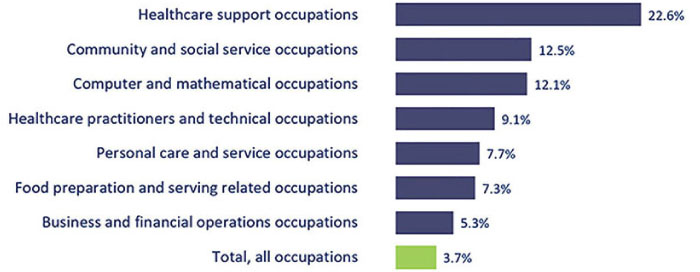 Healthcare support occupations 22.6%
Community and social service occupations 12.5%
Computer and mathematical occupations 12.1%
Healthcare practitioners and technical occupations 9.1%
Personal care and service occupations 7.7%
Food preparation and serving related occupations 7.3%
Business and financial operations occupations 5.3%
Total, all occupations 3.7%